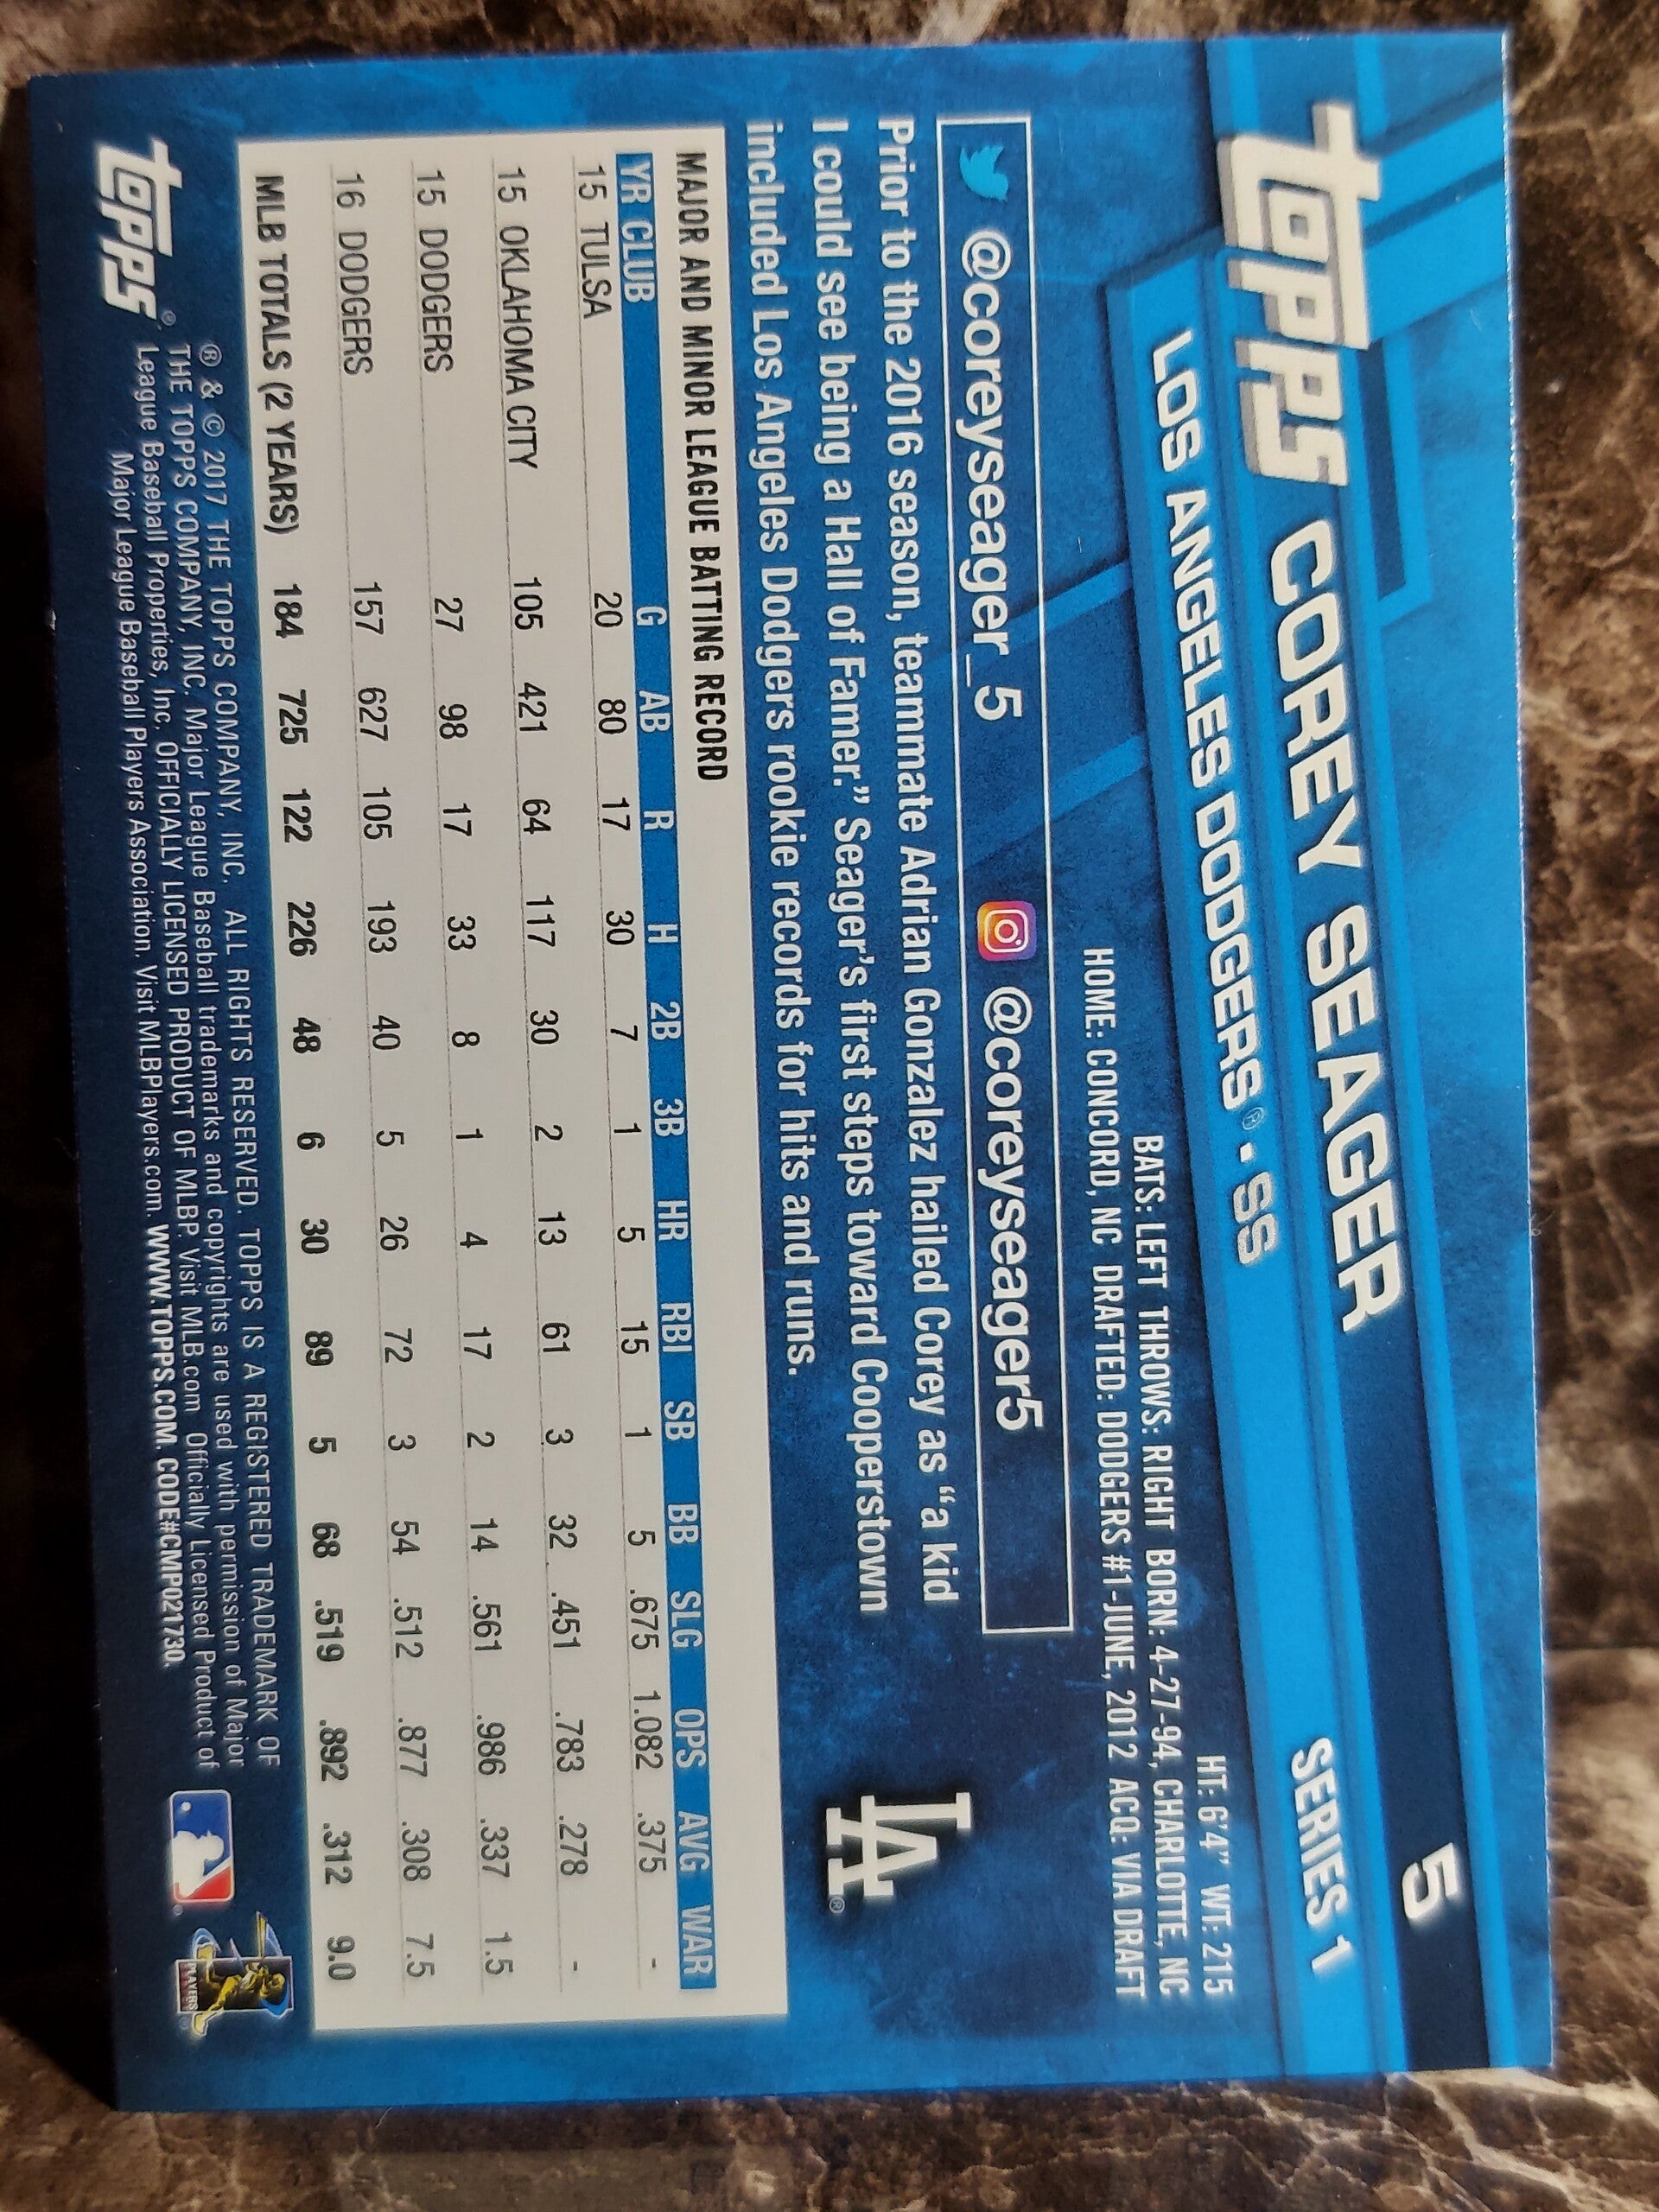 5
topps COREY SEAGER
LOS ANGELES DODGERS® • SS SERIES 1
HT: 6'4" WT: 215
BATS: LEFT THROWS: RIGHT BORN: 4-27-94, CHARLOTTE, NC
HOME: CONCORD, NC DRAFTED: DODGERS #1-JUNE, 2012 ACQ: VIA DRAFT
@coreyseager_5 @coreyseager5
Prior to the 2016 season, teammate Adrian Gonzalez hailed Corey as “a kid
I could see being a Hall of Famer.” Seager’s first steps toward Cooperstown
included Los Angeles Dodgers rookie records for hits and runs.
LA®
MAJOR AND MINOR LEAGUE BATTING RECORD
YR CLUB G AB R H 2B 3B HR RBI SB BB SLG OPS AVG WAR
15 TULSA 20 80 17 30 7 1 5 15 1 5 .675 1.082 .375 -
15 OKLAHOMA CITY 105 421 64 117 30 2 13 61 3 32 .451 .783 .278 -
15 DODGERS 27 98 17 33 8 1 4 17 2 14 .561 .986 .337 1.5
16 DODGERS 157 627 105 193 40 5 26 72 3 54 .512 .877 .308 7.5
MLB TOTALS (2 YEARS) 184 725 122 226 48 6 30 89 5 68 .519 .892 .312 9.0
topps®
® & © 2017 THE TOPPS COMPANY, INC. ALL RIGHTS RESERVED. TOPPS IS A REGISTERED TRADEMARK OF
THE TOPPS COMPANY, INC. Major League Baseball trademarks and copyrights are used with permission of Major
League Baseball Properties, Inc. OFFICIALLY LICENSED PRODUCT OF MLBP. Visit MLB.com Officially Licensed Product of
Major League Baseball Players Association. Visit MLBPlayers.com. WWW.TOPPS.COM. CODE#CMP021730.
PLAYERS